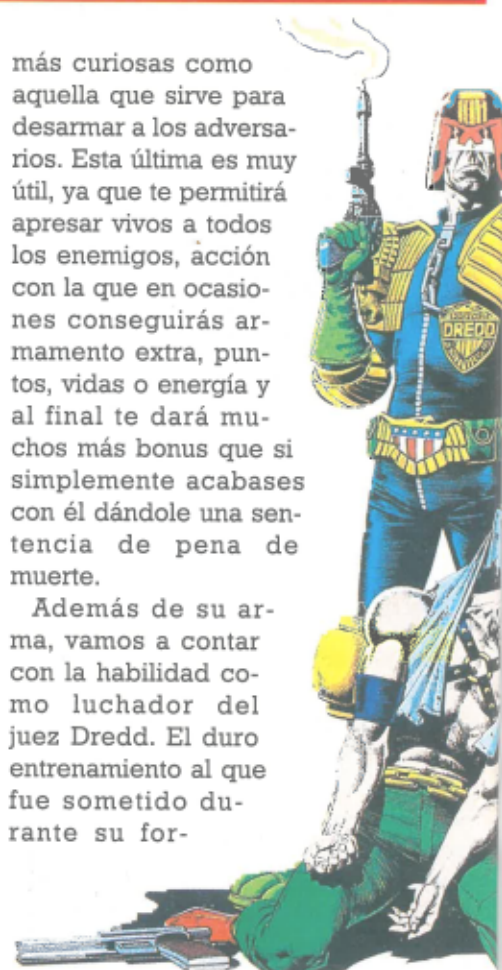 más curiosas como
aquella que sirve para
desarmar a los adversa-
rios. Esta última es muy
útil, ya que te permitirá
apresar vivos a todos
los enemigos, acción
con la que en ocasio-
nes conseguirás ar-
mamento extra, pun-
tos, vidas o energía y
al final te dará mu-
chos más bonus que si
simplemente acabases
con él dándole una sen-
tencia de pena de
muerte.
Además de su ar-
ma, vamos a contar
con la habilidad co-
mo luchador del
juez Dredd. El duro
entrenamiento al que
fue sometido du-
rante su for-
DREDD